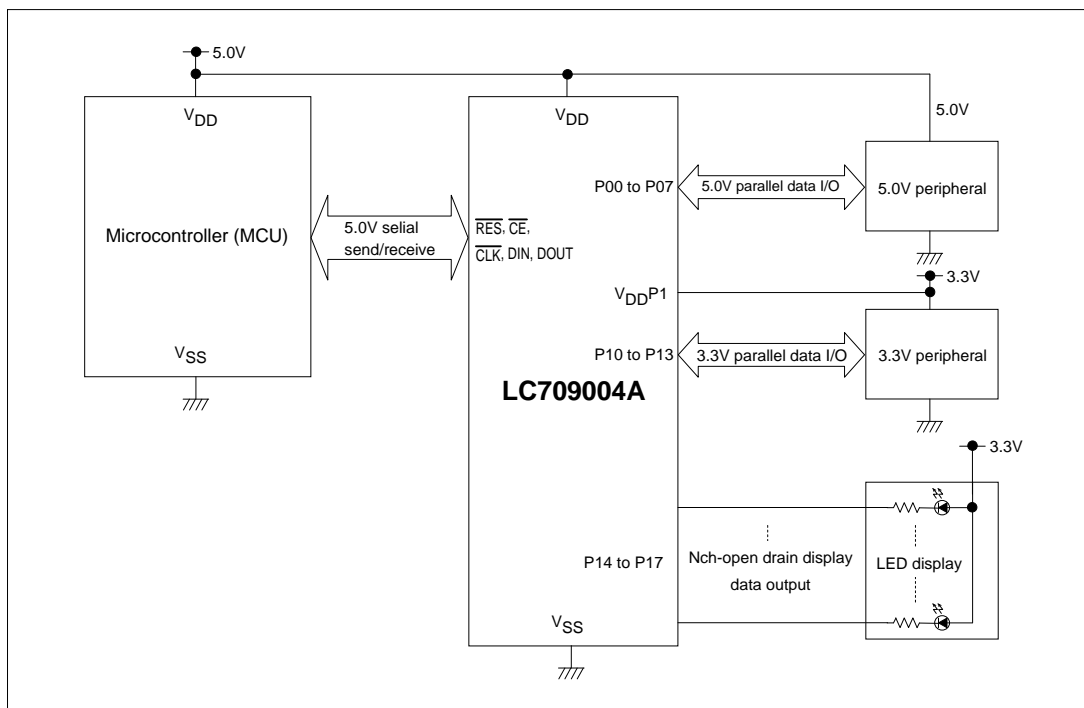 5.0V
VDD
Microcontroller (MCU)
VSS
5.0V selial
send/receive
VDD
RES, CE,
CLK, DIN, DOUT
P00 to P07
VDDP1
P10 to P13
LC709004A
P14 to P17
VSS
5.0V parallel data I/O
5.0V
5.0V peripheral
3.3V
3.3V parallel data I/O
3.3V peripheral
3.3V
Nch-open drain display
data output
LED display